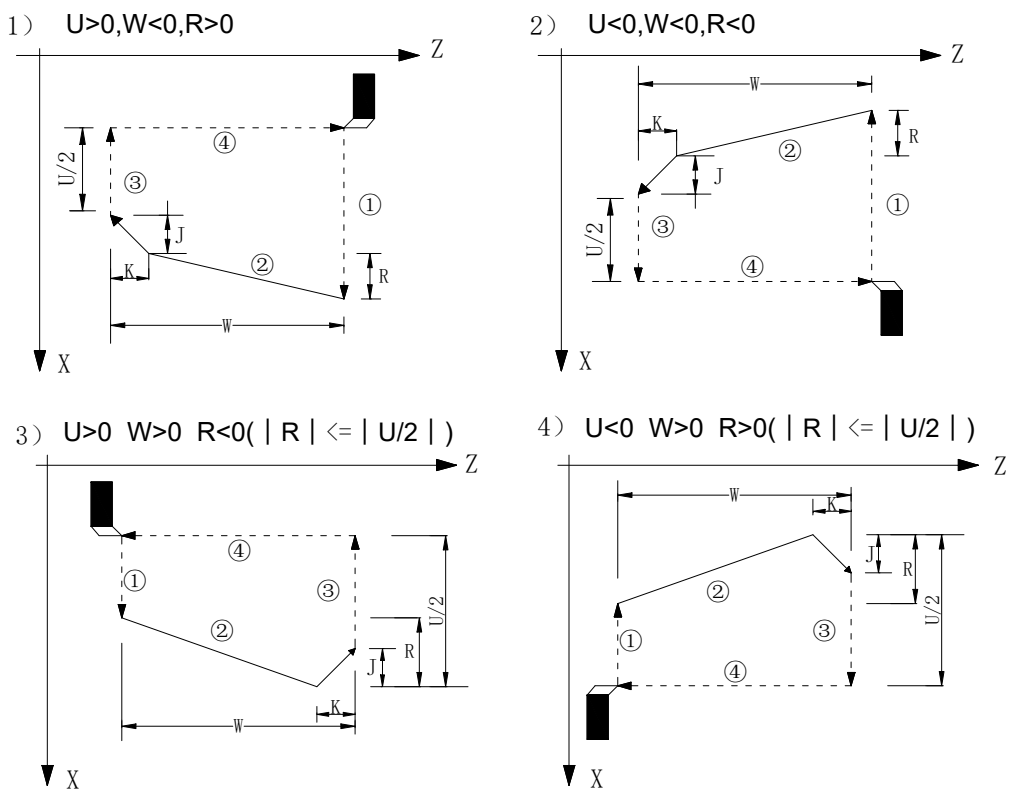 1） U>0,W<0,R>0
Z
④
U/2
③
①
J
②
K
R
W
X
2） U<0,W<0,R<0
Z
W
K
②
R
J
①
③
U/2
④
X
3） U>0 W>0 R<0(｜R｜<=｜U/2｜)
Z
④
①
③
②
U/2
R
J
K
W
X
4） U<0 W>0 R>0(｜R｜<=｜U/2｜)
Z
W
K
J
R
②
U/2
①
③
④
X